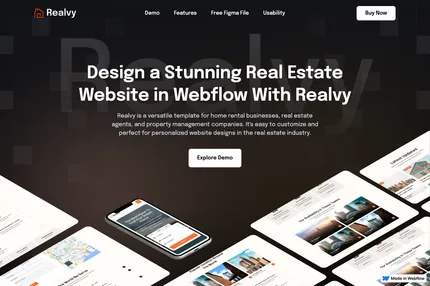 Realvy
Demo
Features
Free Figma File
Usability
Buy Now
Realvy
Design a Stunning Real Estate
Website in Webflow With Realvy
Realvy is a versatile template for home rental businesses, real estate
agents, and property management companies. It's easy to customize and
perfect for personalized website designs in the real estate industry.
Explore Demo
Made in Webflow